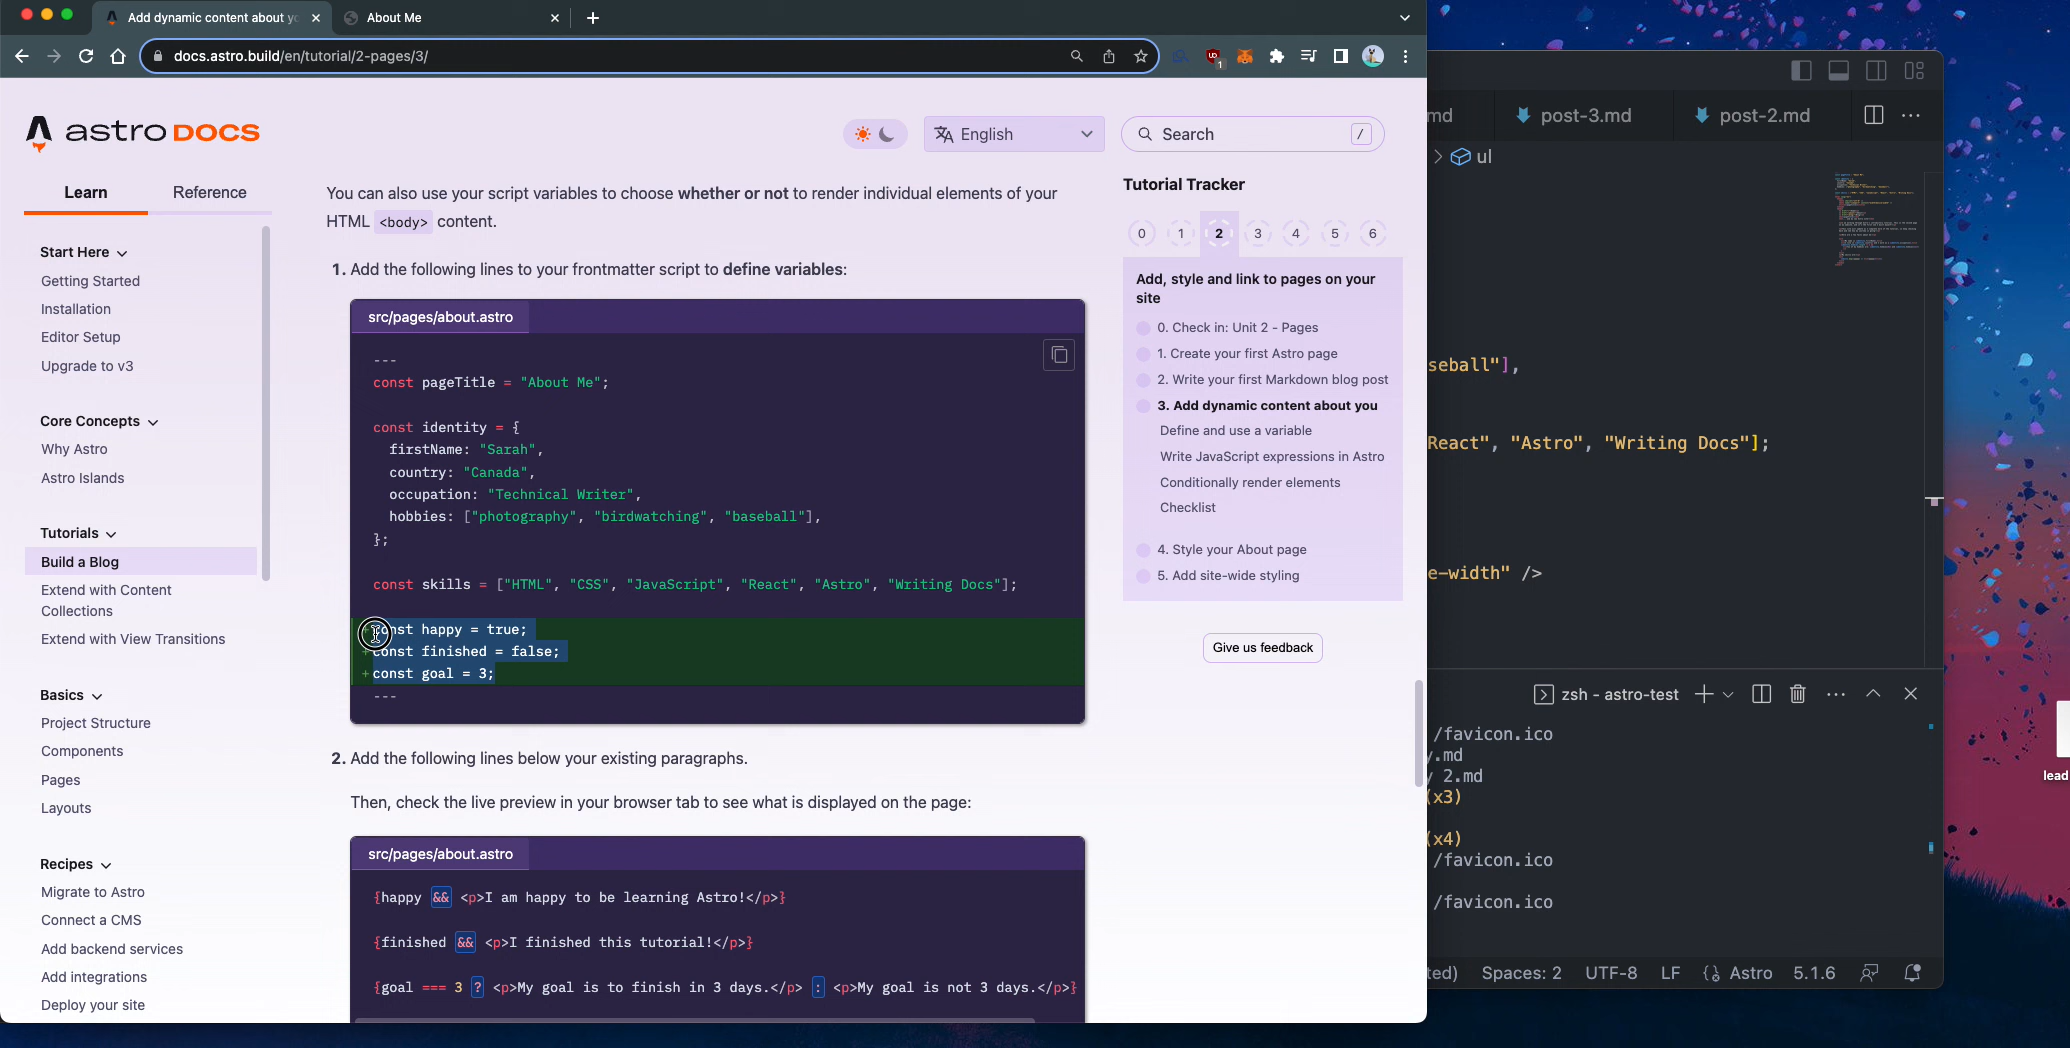 Add dynamic content about yo
About Me
docs.astro.build/en/tutorial/2-pages/3/
astro DOCS
English
Search
/
Learn
Reference
Start Here
Getting Started
Installation
Editor Setup
Upgrade to v3
Core Concepts
Why Astro
Astro Islands
Tutorials
Build a Blog
Extend with Content
Collections
Extend with View Transitions
Basics
Project Structure
Components
Pages
Layouts
Recipes
Migrate to Astro
Connect a CMS
Add backend services
Add integrations
Deploy your site
You can also use your script variables to choose whether or not to render individual elements of your
HTML <body> content.
1. Add the following lines to your frontmatter script to define variables:
src/pages/about.astro
---
const pageTitle = "About Me";
const identity = {
firstName: "Sarah",
country: "Canada",
occupation: "Technical Writer",
hobbies: ["photography", "birdwatching", "baseball"],
};
const skills = ["HTML", "CSS", "JavaScript", "React", "Astro", "Writing Docs"];
const happy = true;
+const finished = false;
+const goal = 3;
---
2. Add the following lines below your existing paragraphs.
Then, check the live preview in your browser tab to see what is displayed on the page:
src/pages/about.astro
{happy && <p>I am happy to be learning Astro!</p>}
{finished && <p>I finished this tutorial!</p>}
{goal === 3 ? <p>My goal is to finish in 3 days.</p> : <p>My goal is not 3 days.</p>}
Tutorial Tracker
0 1 2 3 4 5 6
Add, style and link to pages on your
site
0. Check in: Unit 2 - Pages
1. Create your first Astro page
2. Write your first Markdown blog post
3. Add dynamic content about you
Define and use a variable
Write JavaScript expressions in Astro
Conditionally render elements
Checklist
4. Style your About page
5. Add site-wide styling
Give us feedback
md
post-3.md
post-2.md
ul
seball"],
React", "Astro", "Writing Docs"];
e-width" />
zsh - astro-test
/favicon.ico
y.md
y 2.md
(x3)
(x4)
/favicon.ico
/favicon.ico
ted) Spaces: 2 UTF-8 LF Astro 5.1.6
lead